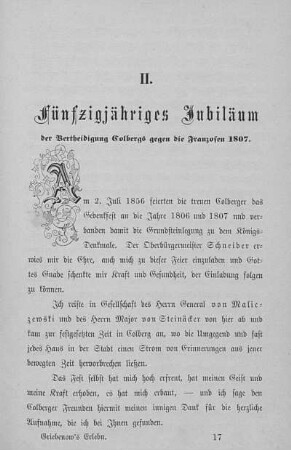 II.
Fünfzigjähriges Jubiläum
der Vertheidigung Colbergs gegen die Franzosen 1807.
Am 2. Juli 1856 feierten die treuen Colberger das
Gedenkfest an die Jahre 1806 und 1807 und ver-
banden damit die Grundsteinlegung zu dem Königs-
Denkmale. Der Oberbürgermeister Schneider er-
wies mir die Ehre, auch mich zu dieser Feier einzuladen und Got-
tes Gnade schenkte mir Kraft und Gesundheit, der Einladung folgen
zu können.
Ich reiste in Gesellschaft des Herrn General von Malic-
zewski und des Herrn Major von Steinäcker von hier ab und
kam zur festgesetzten Zeit in Colberg an, wo die Umgegend und fast
jedes Haus in der Stadt einen Strom von Erinnerungen aus jener
bewegten Zeit hervorbrechen ließen.
Das Fest selbst hat mich hoch erfreut, hat meinen Geist und
meine Kraft erhoben, es hat mich erbaut, — und ich sage den
Colberger Freunden hier meinen innigen Dank für die herzliche
Aufnahme, die ich bei Ihnen gefunden.
Griebenow's Erlebn. 17